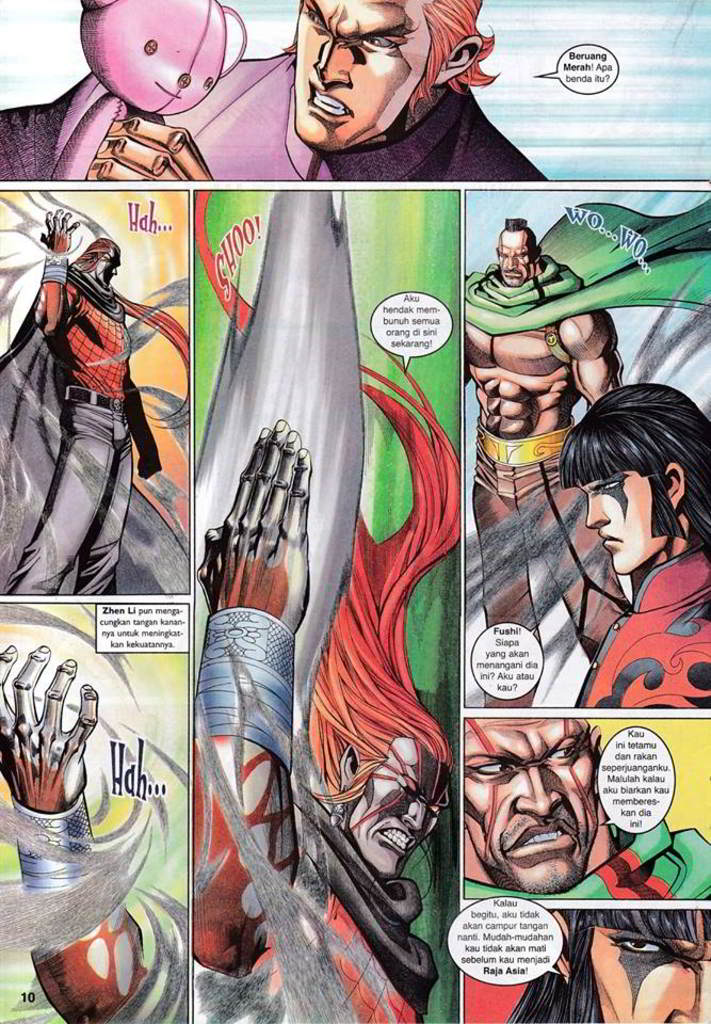 Beruang
Merah! Apa
benda itu?
Hah...
SHOO!
Aku
hendak mem-
bunuh semua
orang di sini
sekarang!
WO...WO...
Zhen Li pun menga-
cungkan tangan kanan-
nya untuk meningkat-
kan kekuatannya.
Hah...
Fushi!
Siapa
yang akan
menangani dia
ini? Aku atau
kau?
Kau
ini tetamu
dan rakan
seperjuanganku.
Malulah kalau
aku biarkan kau
memberes-
kan dia
ini!
Kalau
begitu, aku tidak
akan campur tangan
nanti. Mudah-mudahan
kau tidak akan mati
sebelum kau menjadi
Raja Asia!
10